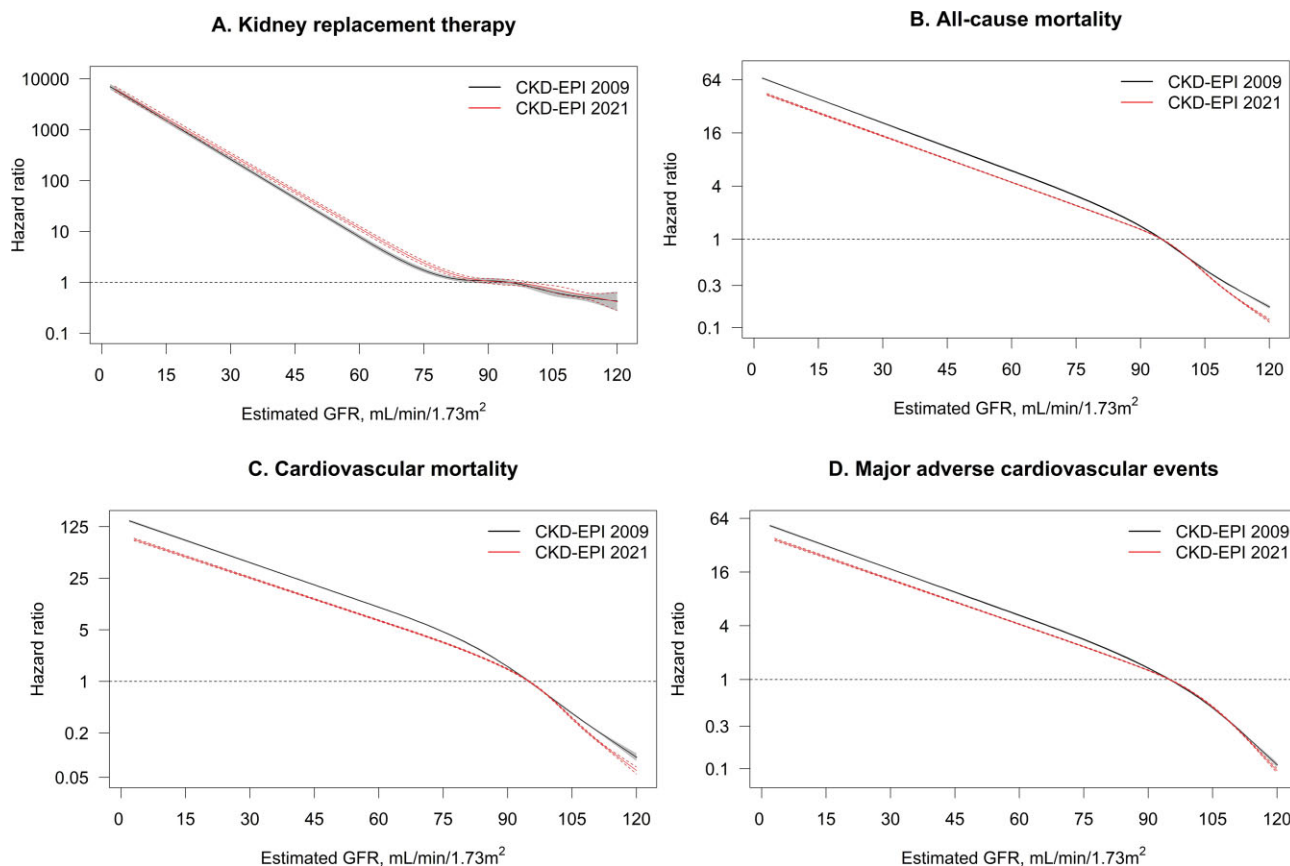 A. Kidney replacement therapy
Hazard ratio
10000
1000
100
10
1
0.1
CKD-EPI 2009
CKD-EPI 2021
0 15 30 45 60 75 90 105 120
Estimated GFR, mL/min/1.73m²
B. All-cause mortality
Hazard ratio
64
16
4
1
0.3
0.1
CKD-EPI 2009
CKD-EPI 2021
0 15 30 45 60 75 90 105 120
Estimated GFR, mL/min/1.73m²
C. Cardiovascular mortality
Hazard ratio
125
25
5
1
0.2
0.05
CKD-EPI 2009
CKD-EPI 2021
0 15 30 45 60 75 90 105 120
Estimated GFR, mL/min/1.73m²
D. Major adverse cardiovascular events
Hazard ratio
64
16
4
1
0.3
0.1
CKD-EPI 2009
CKD-EPI 2021
0 15 30 45 60 75 90 105 120
Estimated GFR, mL/min/1.73m²